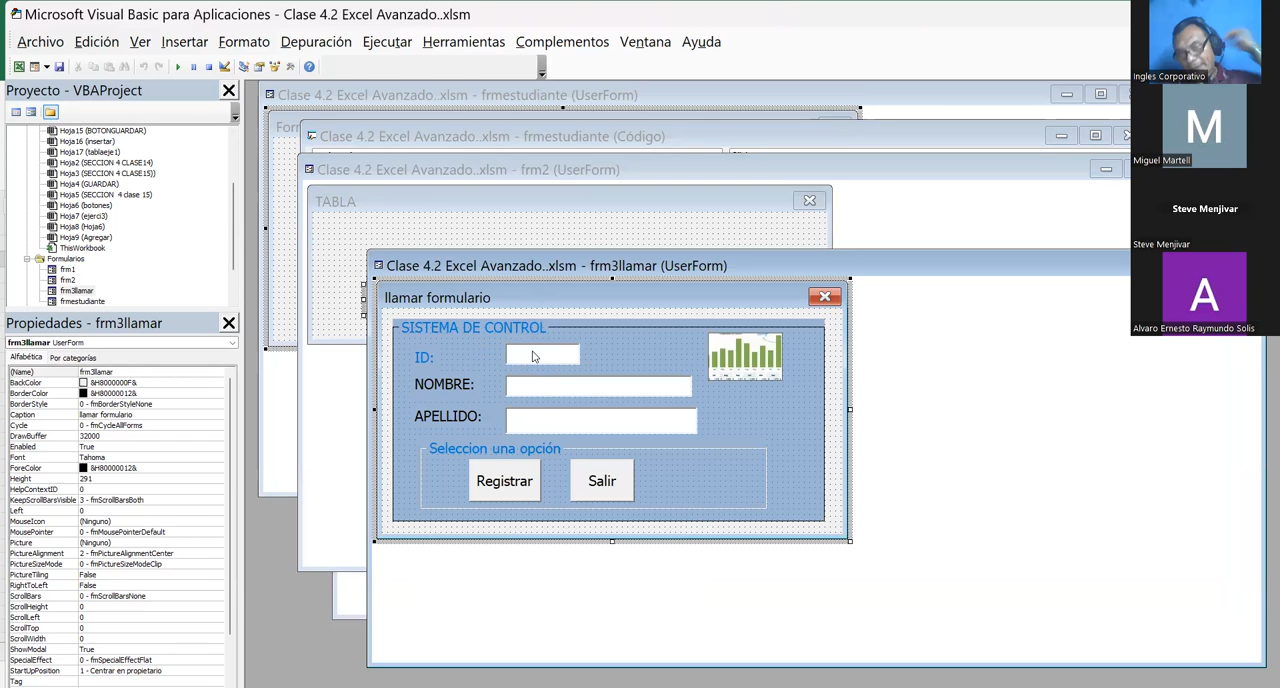 Microsoft Visual Basic para Aplicaciones - Clase 4.2 Excel Avanzado..xlsm
Archivo Edición Ver Insertar Formato Depuración Ejecutar Herramientas Complementos Ventana Ayuda
Proyecto - VBAProject
Hoja15 (BOTONGUARDAR)
Hoja16 (insertar)
Hoja17 (tablaeje1)
Hoja2 (SECCION 4 CLASE14)
Hoja3 (SECCION 4 CLASE15))
Hoja4 (GUARDAR)
Hoja5 (SECCION 4 clase 15)
Hoja6 (botones)
Hoja7 (ejerci3)
Hoja8 (Hoja6)
Hoja9 (Agregar)
ThisWorkbook
Formularios
frm1
frm2
frm3llamar
frmestudiante
Propiedades - frm3llamar
frm3llamar UserForm
Alfabética Por categorías
(Name) frm3llamar
BackColor &H8000000F&
BorderColor &H80000012&
BorderStyle 0 - fmBorderStyleNone
Caption llamar formulario
Cycle 0 - fmCycleAllForms
DrawBuffer 32000
Enabled True
Font Tahoma
ForeColor &H80000012&
Height 291
HelpContextID 0
KeepScrollBarsVisible 3 - fmScrollBarsBoth
Left 0
MouseIcon (Ninguno)
MousePointer 0 - fmMousePointerDefault
Picture (Ninguno)
PictureAlignment 2 - fmPictureAlignmentCenter
PictureSizeMode 0 - fmPictureSizeModeClip
PictureTiling False
RightToLeft False
ScrollBars 0 - fmScrollBarsNone
ScrollHeight 0
ScrollLeft 0
ScrollTop 0
ScrollWidth 0
ShowModal True
SpecialEffect 0 - fmSpecialEffectFlat
StartUpPosition 1 - Centrar en propietario
Tag
Clase 4.2 Excel Avanzado..xlsm - frmestudiante (UserForm)
Form
Clase 4.2 Excel Avanzado..xlsm - frmestudiante (Código)
Clase 4.2 Excel Avanzado..xlsm - frm2 (UserForm)
TABLA
Clase 4.2 Excel Avanzado..xlsm - frm3llamar (UserForm)
llamar formulario
SISTEMA DE CONTROL
ID:
NOMBRE:
APELLIDO:
Seleccion una opción
Registrar Salir
Ingles Corporativo
M
Miguel Martell
Steve Menjivar
Steve Menjivar
A
Alvaro Ernesto Raymundo Solis